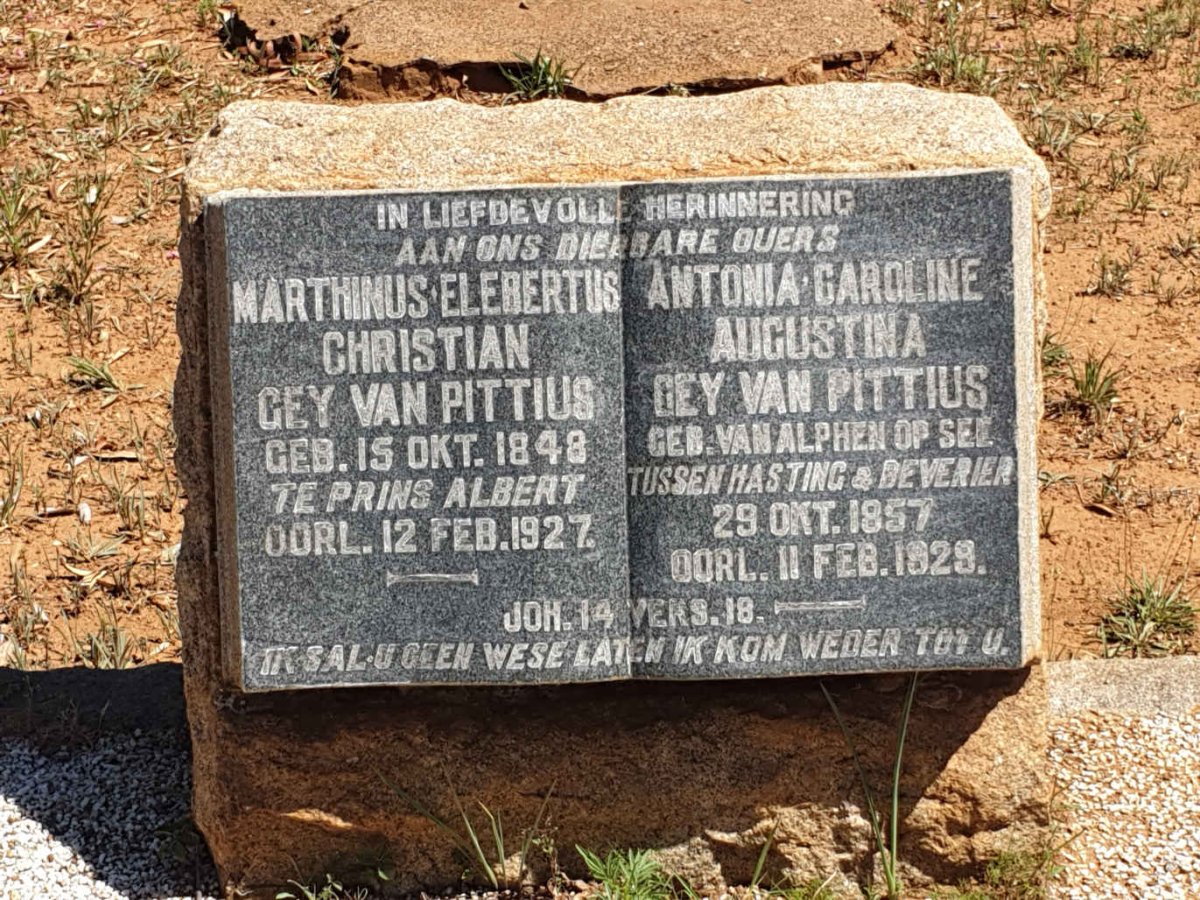 IN LIEFDEVOLLE HERINNERING
AAN ONS DIERBARE OUERS
MARTHINUS ELEBERTUS
CHRISTIAN
GEY VAN PITTIUS
GEB. 15 OKT. 1848
TE PRINS ALBERT
OORL. 12 FEB. 1927.
ANTONIA CAROLINE
AUGUSTINA
GEY VAN PITTIUS
GEB. VAN ALPHEN OP SEE
TUSSEN HASTING & BEVERIER
29 OKT. 1857
OORL. 11 FEB. 1929.
JOH. 14 VERS. 18.
IK SAL U GEEN WESE LATEN IK KOM WEDER TOT U.